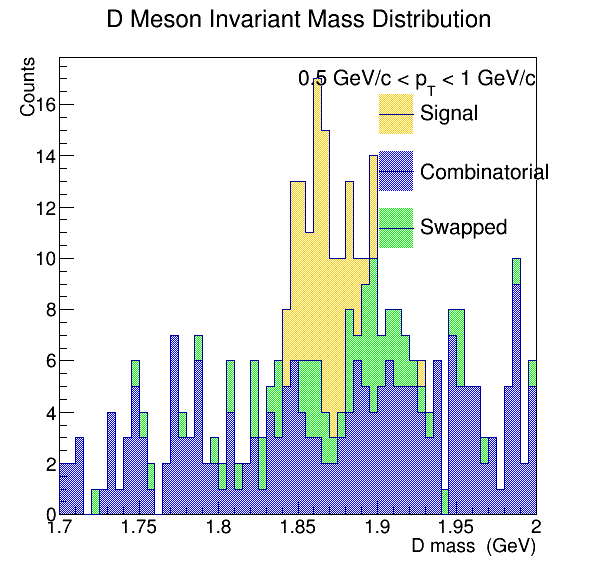 D Meson Invariant Mass Distribution
Counts
0.5 GeV/c < p_T < 1 GeV/c
Signal
Combinatorial
Swapped
16
14
12
10
8
6
4
2
0
1.7 1.75 1.8 1.85 1.9 1.95 2
D mass (GeV)